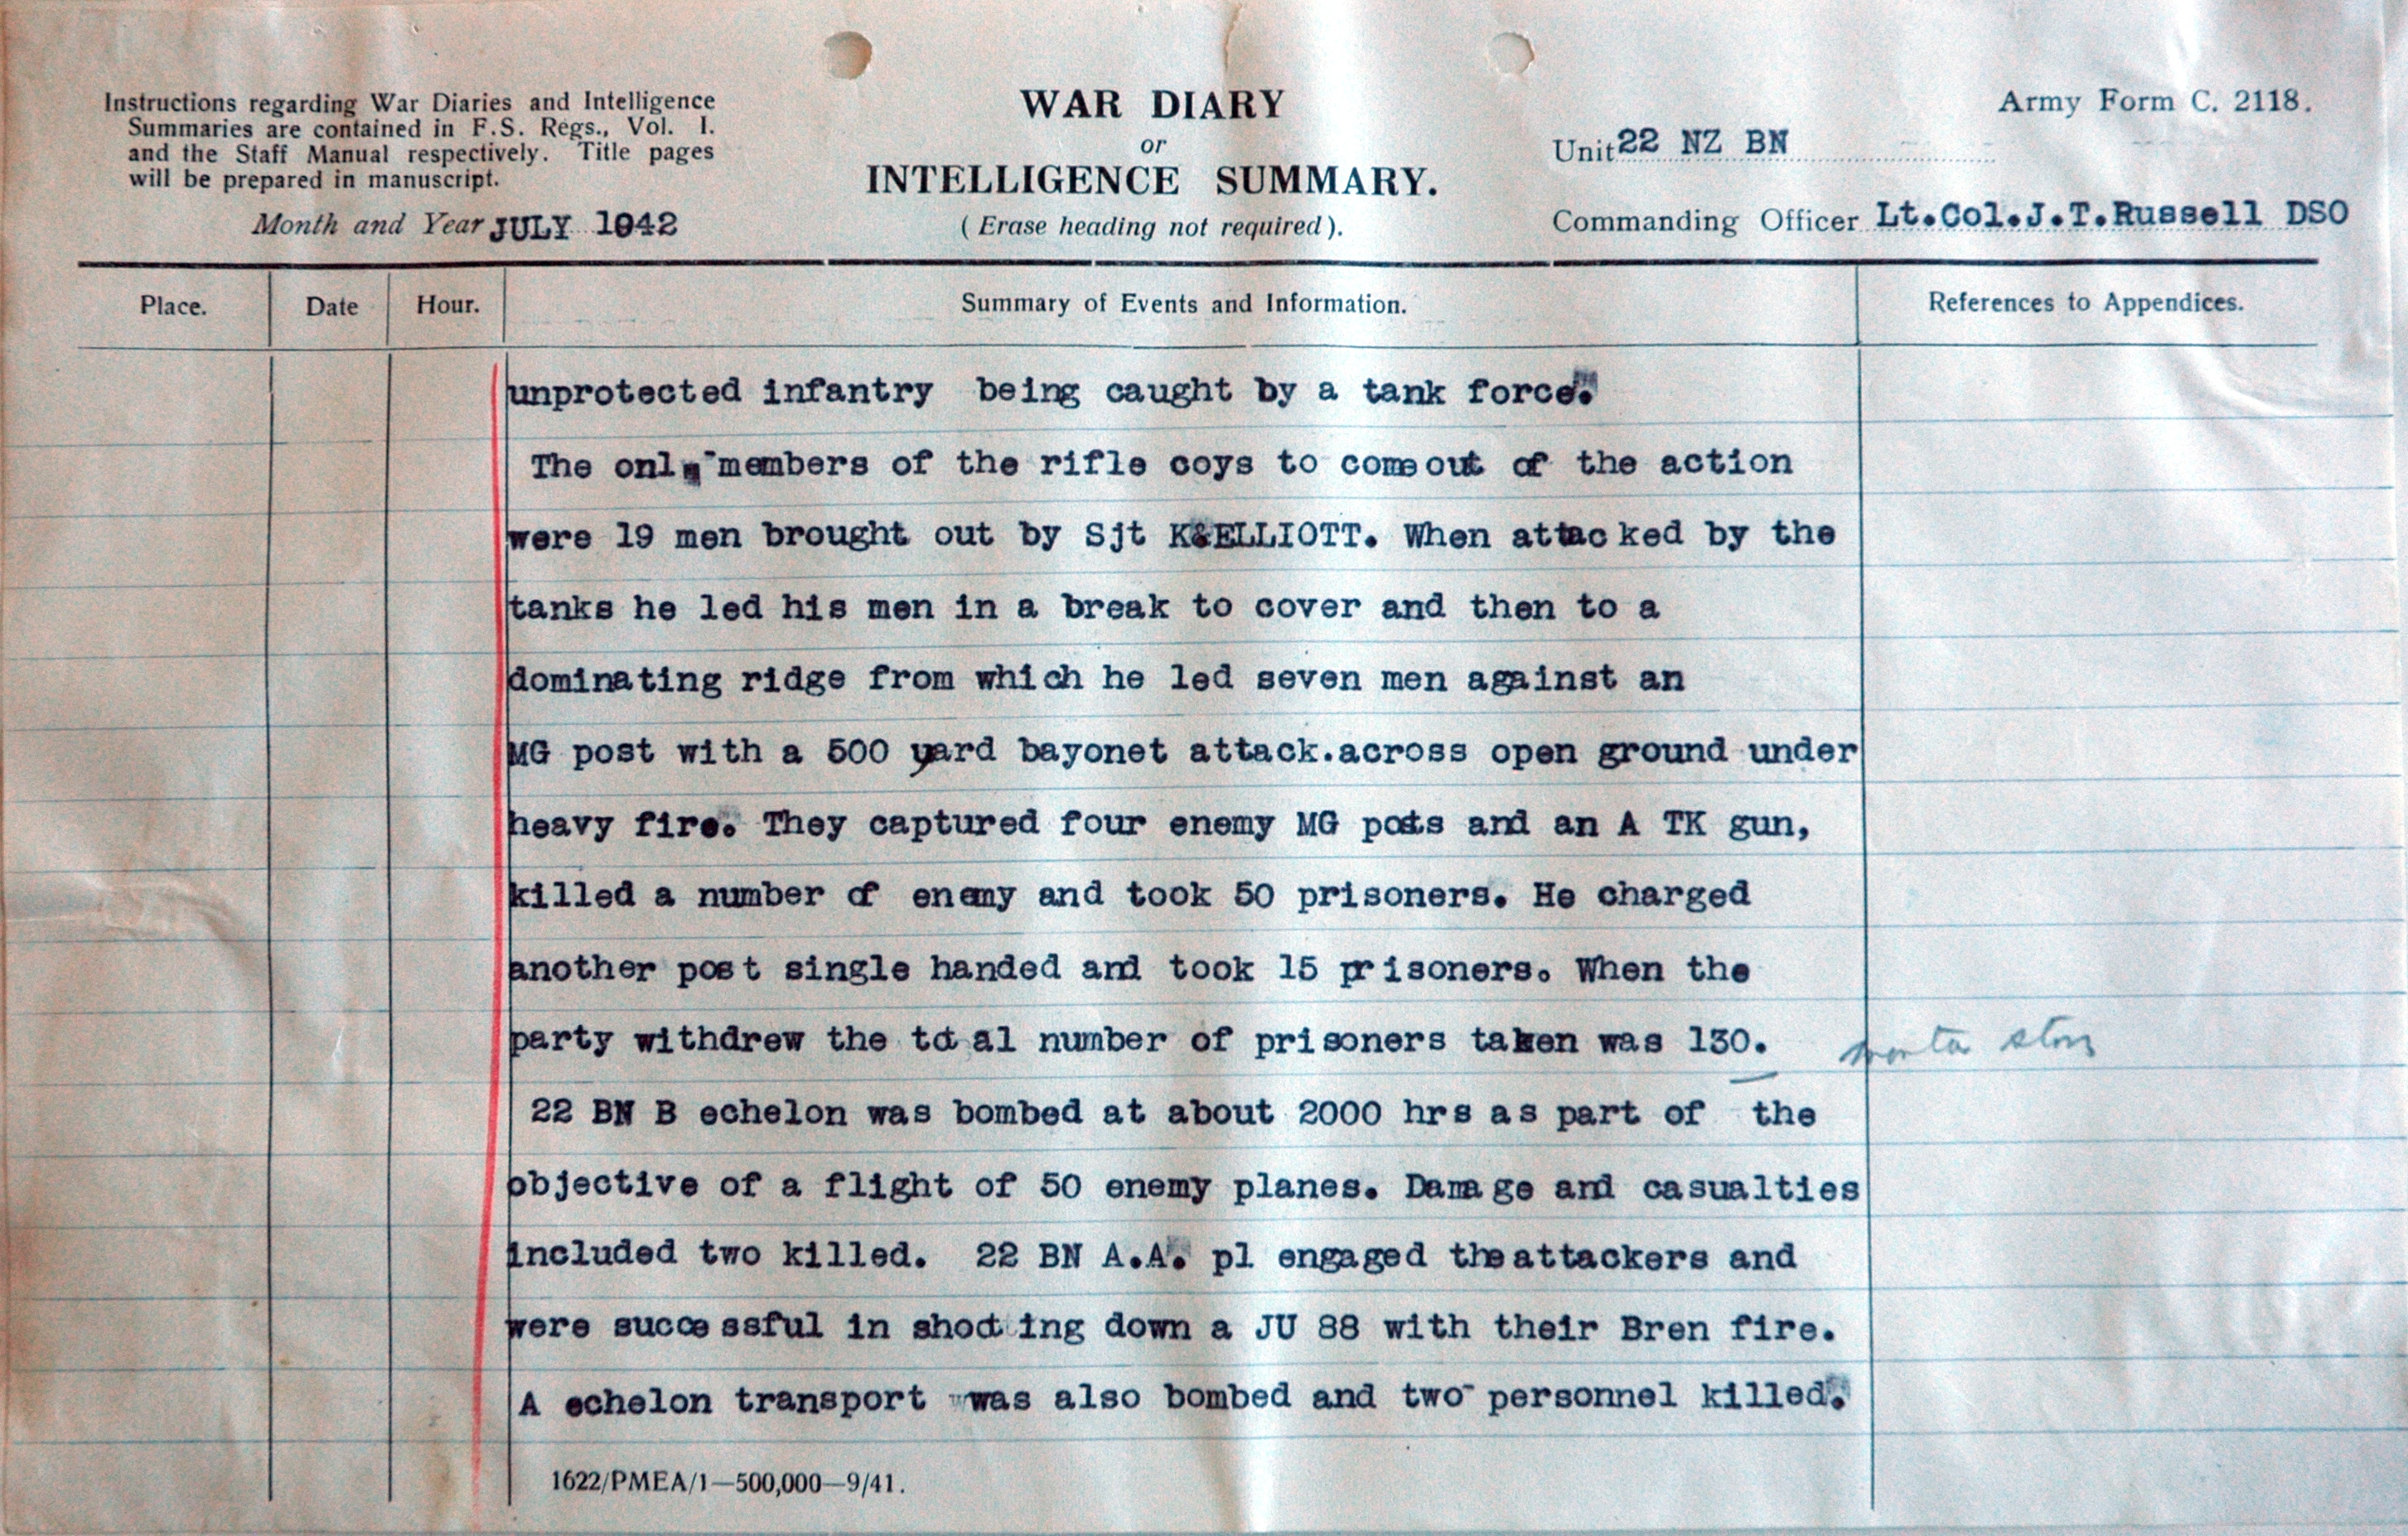 Instructions regarding War Diaries and Intelligence
Summaries are contained in F.S. Regs., Vol. I.
and the Staff Manual respectively. Title pages
will be prepared in manuscript.
Month and Year JULY 1942
WAR DIARY
or
INTELLIGENCE SUMMARY.
(Erase heading not required).
Army Form C. 2118.
Unit 22 NZ BN
Commanding Officer Lt.Col.J.T.Russell DSO
Place. Date Hour. Summary of Events and Information. References to Appendices.
unprotected infantry being caught by a tank force.
The only members of the rifle coys to come out of the action
were 19 men brought out by Sjt K&ELLIOTT. When attacked by the
tanks he led his men in a break to cover and then to a
dominating ridge from which he led seven men against an
MG post with a 500 yard bayonet attack.across open ground under
heavy fire. They captured four enemy MG posts and an A TK gun,
killed a number of enemy and took 50 prisoners. He charged
another post single handed and took 15 prisoners. When the
party withdrew the total number of prisoners taken was 130.
22 BN B echelon was bombed at about 2000 hrs as part of the
objective of a flight of 50 enemy planes. Damage and casualties
included two killed. 22 BN A.A. pl engaged the attackers and
were successful in shooting down a JU 88 with their Bren fire.
A echelon transport was also bombed and two personnel killed.
1622/PMEA/1—500,000—9/41.